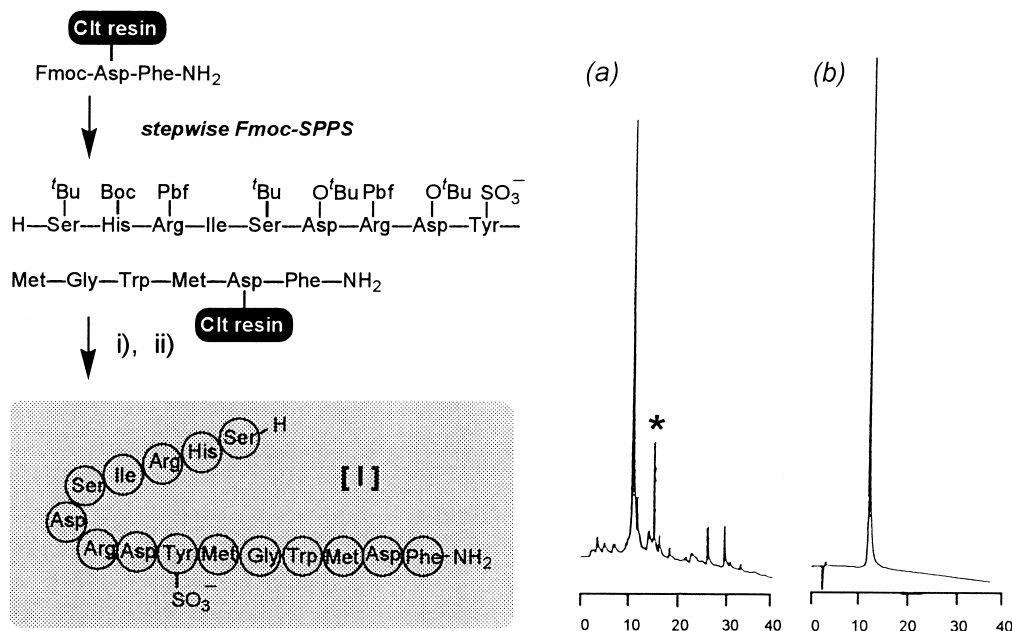 Clt resin
Fmoc-Asp-Phe-NH2
stepwise Fmoc-SPPS
tBu Boc Pbf tBu OtBu Pbf OtBu SO3−
H—Ser—His—Arg—Ile—Ser—Asp—Arg—Asp—Tyr—
Met—Gly—Trp—Met—Asp—Phe—NH2
Clt resin
i), ii)
Ser H
His
Arg
Ile
Ser
Asp
Arg Asp Tyr Met Gly Trp Met Asp Phe NH2
SO3−
[ I ]
(a)
*
0 10 20 30 40
(b)
0 10 20 30 40